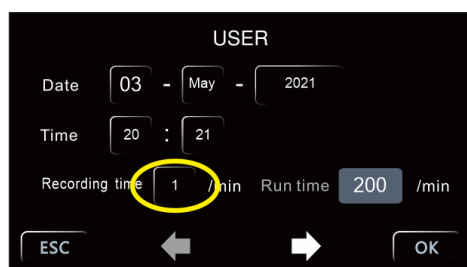 USER
Date 03 - May - 2021
Time 20 : 21
Recording time 1 /min Run time 200 /min
ESC OK